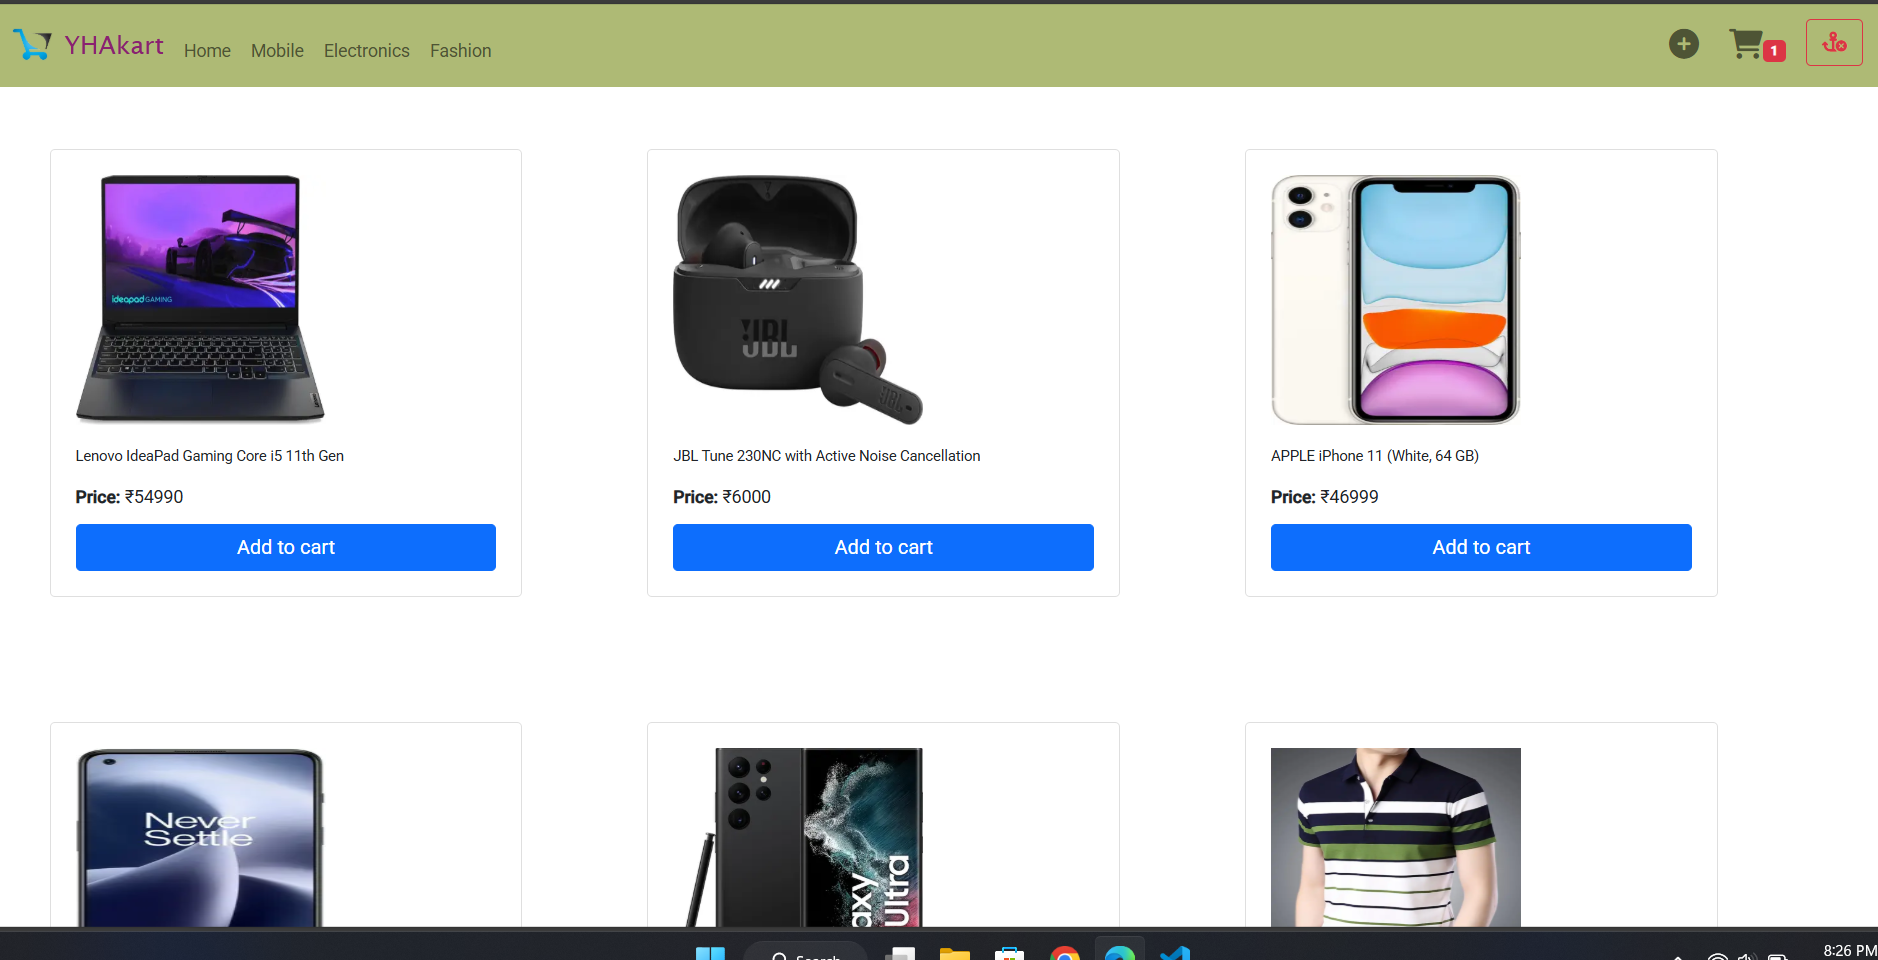 YHAkart Home Mobile Electronics Fashion 1
ideapad GAMING
JBL
JBL
Lenovo IdeaPad Gaming Core i5 11th Gen
Price: ₹54990
Add to cart
JBL Tune 230NC with Active Noise Cancellation
Price: ₹6000
Add to cart
APPLE iPhone 11 (White, 64 GB)
Price: ₹46999
Add to cart
Never
Settle
axy
Ultra
Search
8:26 PM